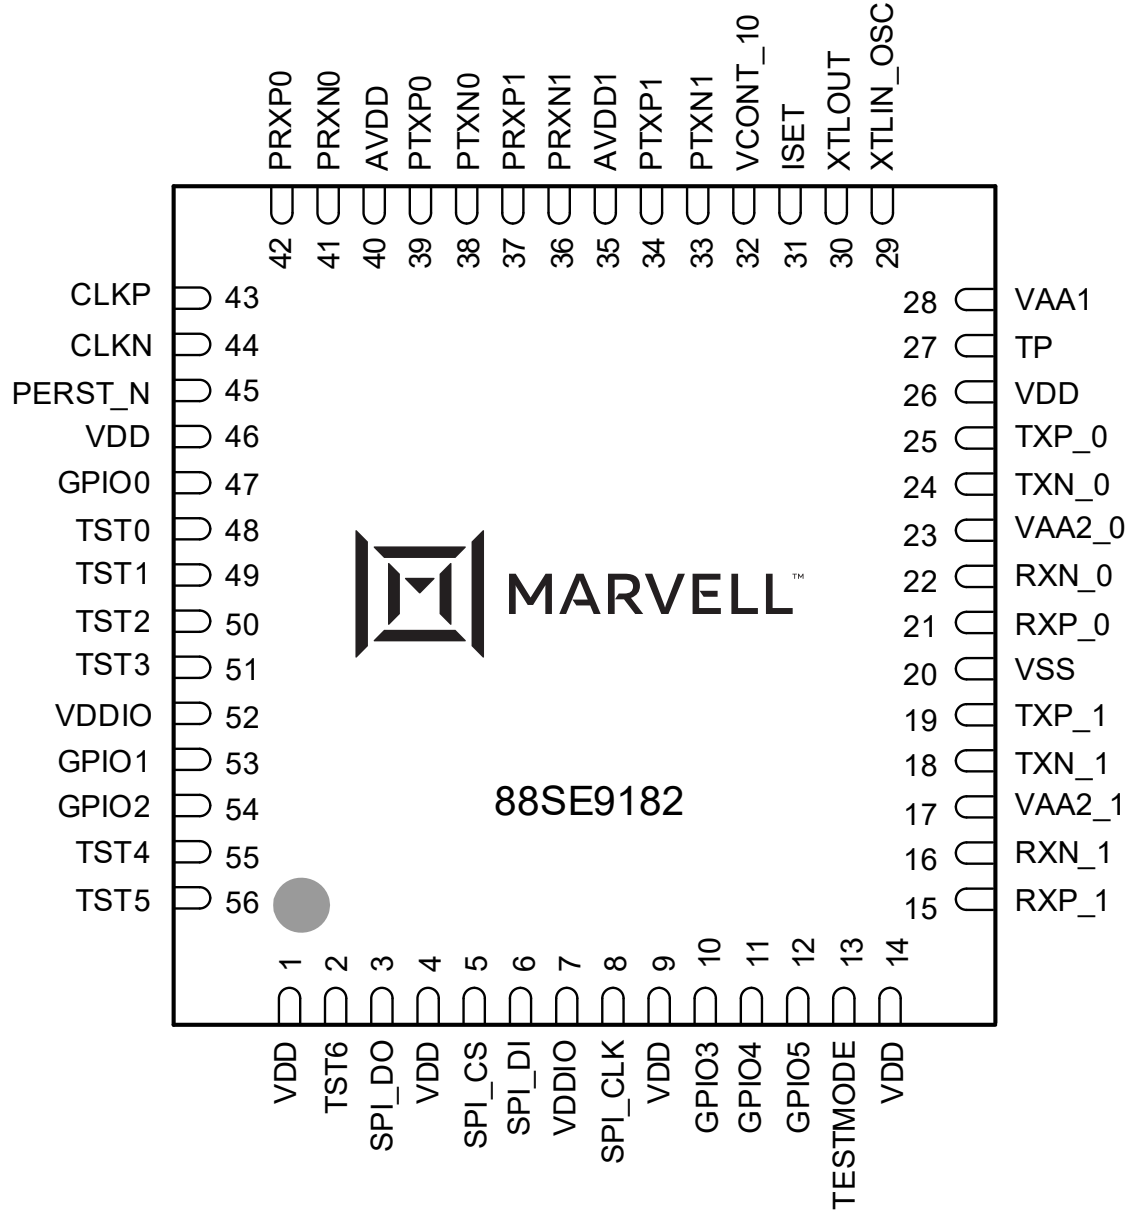 PRXP0
PRXN0
AVDD
PTXP0
PTXN0
PRXP1
PRXN1
AVDD1
PTXP1
PTXN1
VCONT_10
ISET
XTLOUT
XTLIN_OSC
42 41 40 39 38 37 36 35 34 33 32 31 30 29
CLKP 43 28 VAA1
CLKN 44 27 TP
PERST_N 45 26 VDD
VDD 46 25 TXP_0
GPIO0 47 24 TXN_0
TST0 48 23 VAA2_0
TST1 49 22 RXN_0
MARVELL™
TST2 50 21 RXP_0
TST3 51 20 VSS
VDDIO 52 19 TXP_1
GPIO1 53 18 TXN_1
88SE9182
GPIO2 54 17 VAA2_1
TST4 55 16 RXN_1
TST5 56 15 RXP_1
1 2 3 4 5 6 7 8 9 10 11 12 13 14
VDD
TST6
SPI_DO
VDD
SPI_CS
SPI_DI
VDDIO
SPI_CLK
VDD
GPIO3
GPIO4
GPIO5
TESTMODE
VDD